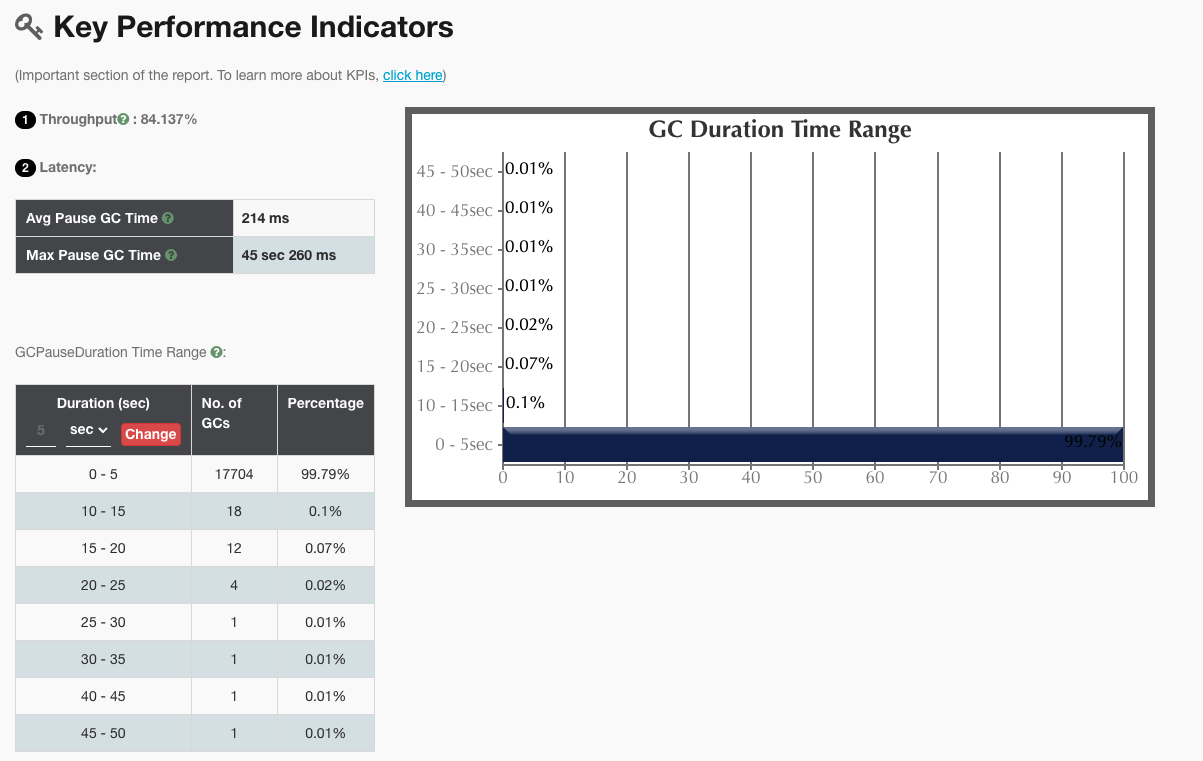 Key Performance Indicators
(Important section of the report. To learn more about KPIs, click here)
1 Throughput? : 84.137%
2 Latency:
Avg Pause GC Time ? 214 ms
Max Pause GC Time ? 45 sec 260 ms
GCPauseDuration Time Range ?:
Duration (sec) No. of GCs Percentage
5 sec Change
0 - 5 17704 99.79%
10 - 15 18 0.1%
15 - 20 12 0.07%
20 - 25 4 0.02%
25 - 30 1 0.01%
30 - 35 1 0.01%
40 - 45 1 0.01%
45 - 50 1 0.01%
GC Duration Time Range
45 - 50sec 0.01%
40 - 45sec 0.01%
30 - 35sec 0.01%
25 - 30sec 0.01%
20 - 25sec 0.02%
15 - 20sec 0.07%
10 - 15sec 0.1%
0 - 5sec 99.79%
0 10 20 30 40 50 60 70 80 90 100